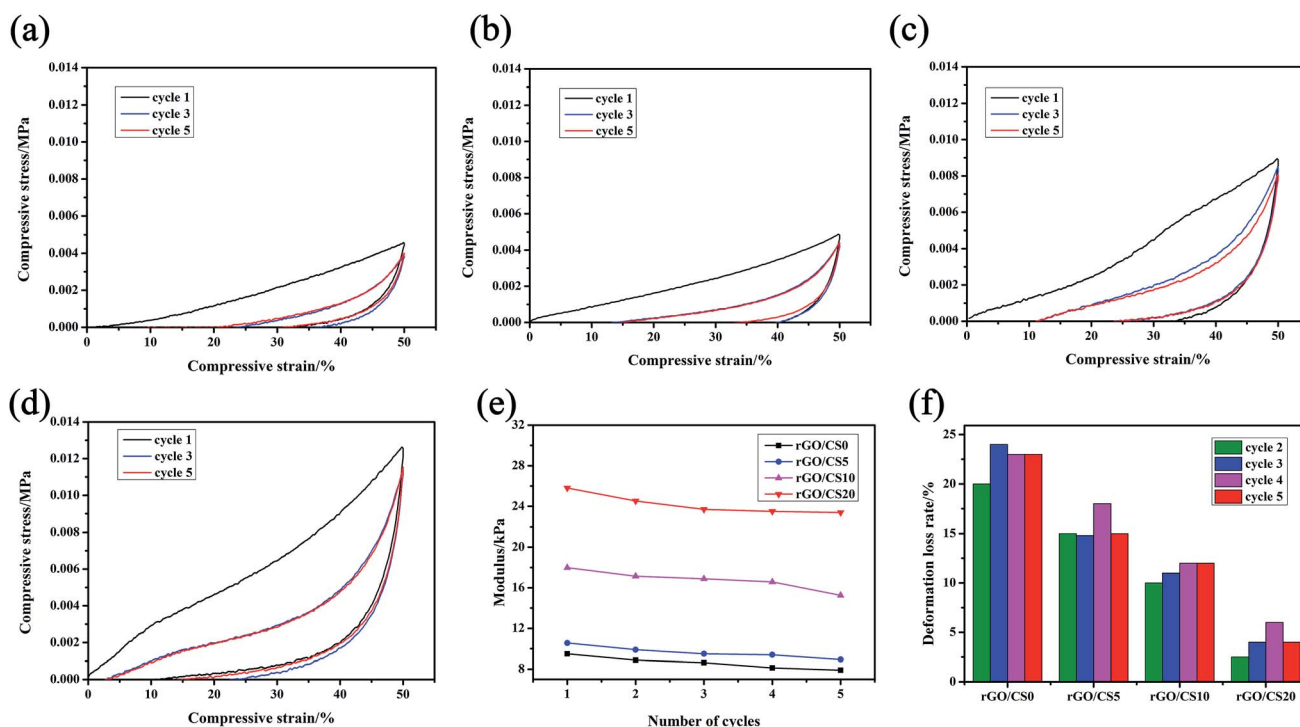 (a)
0.014
0.012
0.010
0.008
0.006
0.004
0.002
0.000
Compressive stress/MPa
cycle 1
cycle 3
cycle 5
0 10 20 30 40 50
Compressive strain/%
(b)
0.014
0.012
0.010
0.008
0.006
0.004
0.002
0.000
Compressive stress/MPa
cycle 1
cycle 3
cycle 5
0 10 20 30 40 50
Compressive strain/%
(c)
0.014
0.012
0.010
0.008
0.006
0.004
0.002
0.000
Compressive stress/MPa
cycle 1
cycle 3
cycle 5
0 10 20 30 40 50
Compressive strain/%
(d)
0.014
0.012
0.010
0.008
0.006
0.004
0.002
0.000
Compressive stress/MPa
cycle 1
cycle 3
cycle 5
0 10 20 30 40 50
Compressive strain/%
(e)
32
28
24
20
16
12
8
Modulus/kPa
rGO/CS0
rGO/CS5
rGO/CS10
rGO/CS20
1 2 3 4 5
Number of cycles
(f)
25
20
15
10
5
0
Deformation loss rate/%
cycle 2
cycle 3
cycle 4
cycle 5
rGO/CS0 rGO/CS5 rGO/CS10 rGO/CS20